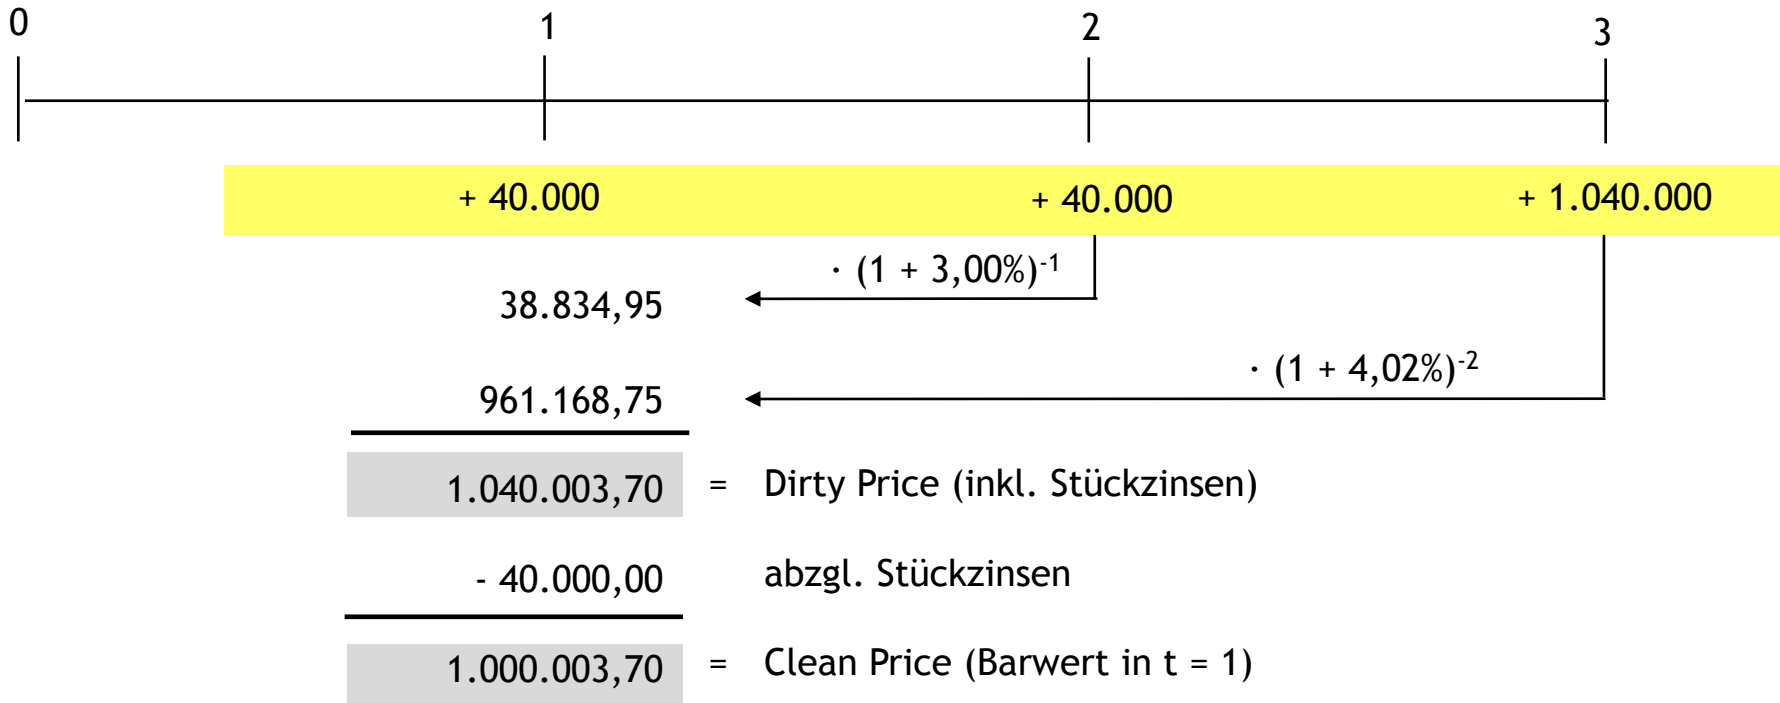 0 1 2 3
+ 40.000 + 40.000 + 1.040.000
· (1 + 3,00%)-1
38.834,95
· (1 + 4,02%)-2
961.168,75
1.040.003,70 = Dirty Price (inkl. Stückzinsen)
- 40.000,00 abzgl. Stückzinsen
1.000.003,70 = Clean Price (Barwert in t = 1)